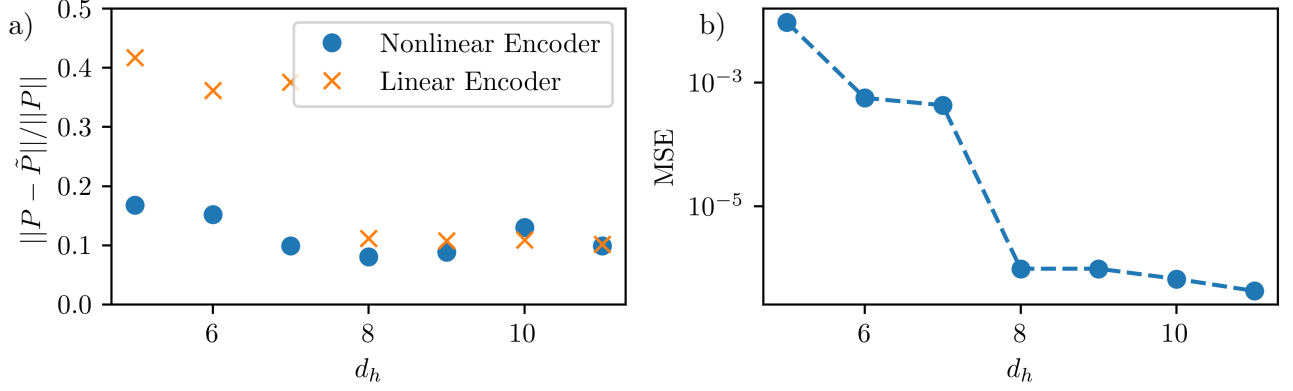 a)
0.5
0.4
0.3
0.2
0.1
0.0
||P − P̃||/||P||
Nonlinear Encoder
Linear Encoder
6
8
10
d_h
b)
10⁻³
10⁻⁵
MSE
6
8
10
d_h